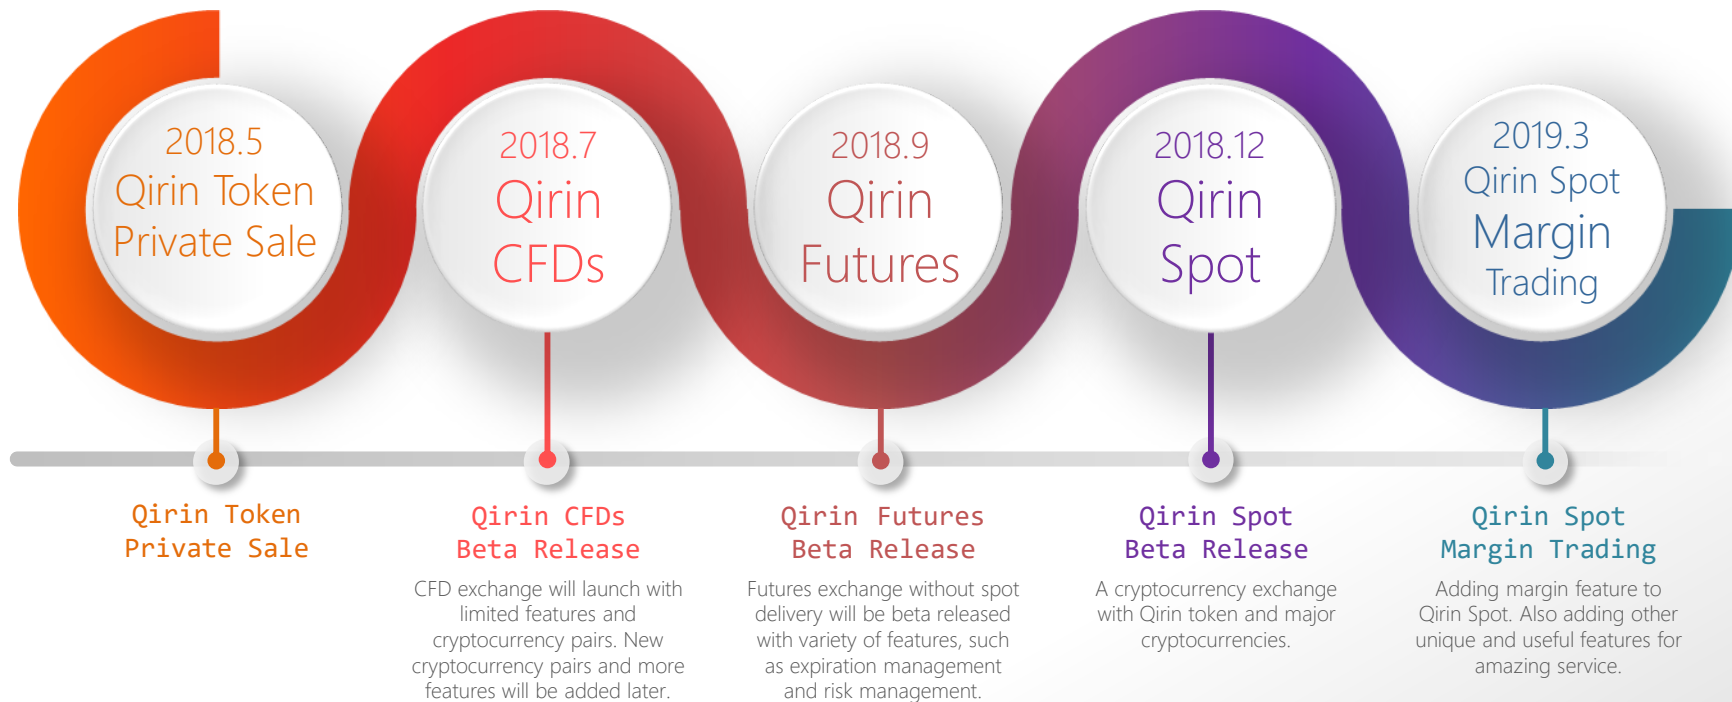 2018.5
Qirin Token
Private Sale
2018.7
Qirin
CFDs
2018.9
Qirin
Futures
2018.12
Qirin
Spot
2019.3
Qirin Spot
Margin
Trading
Qirin Token
Private Sale
Qirin CFDs
Beta Release
CFD exchange will launch with
limited features and
cryptocurrency pairs. New
cryptocurrency pairs and more
features will be added later.
Qirin Futures
Beta Release
Futures exchange without spot
delivery will be beta released
with variety of features, such
as expiration management
and risk management.
Qirin Spot
Beta Release
A cryptocurrency exchange
with Qirin token and major
cryptocurrencies.
Qirin Spot
Margin Trading
Adding margin feature to
Qirin Spot. Also adding other
unique and useful features for
amazing service.